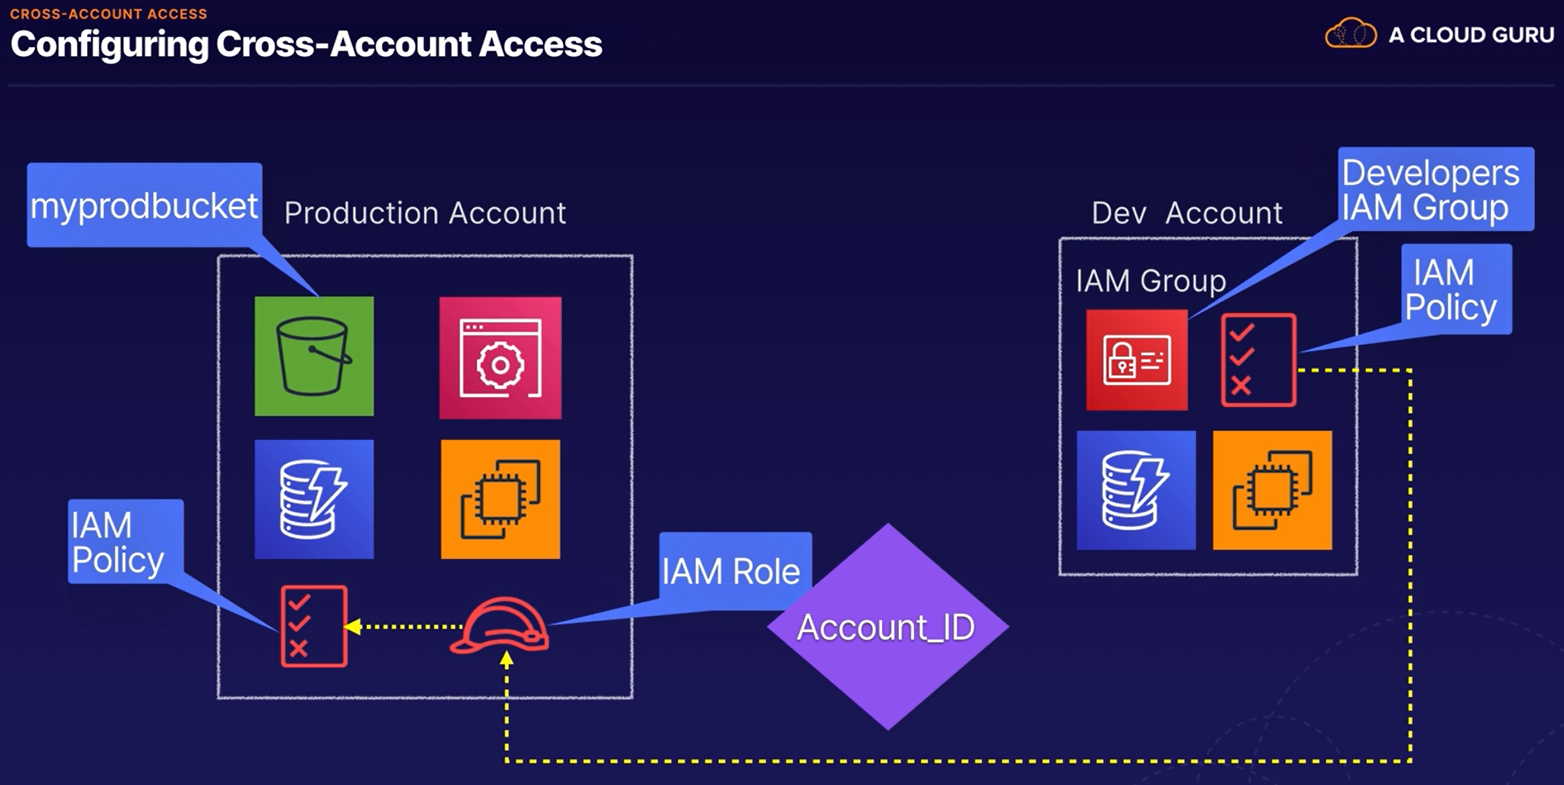 CROSS-ACCOUNT ACCESS
Configuring Cross-Account Access
A CLOUD GURU
myprodbucket
Production Account
Dev Account
Developers
IAM Group
IAM Group
IAM
Policy
IAM
Policy
IAM Role
Account_ID